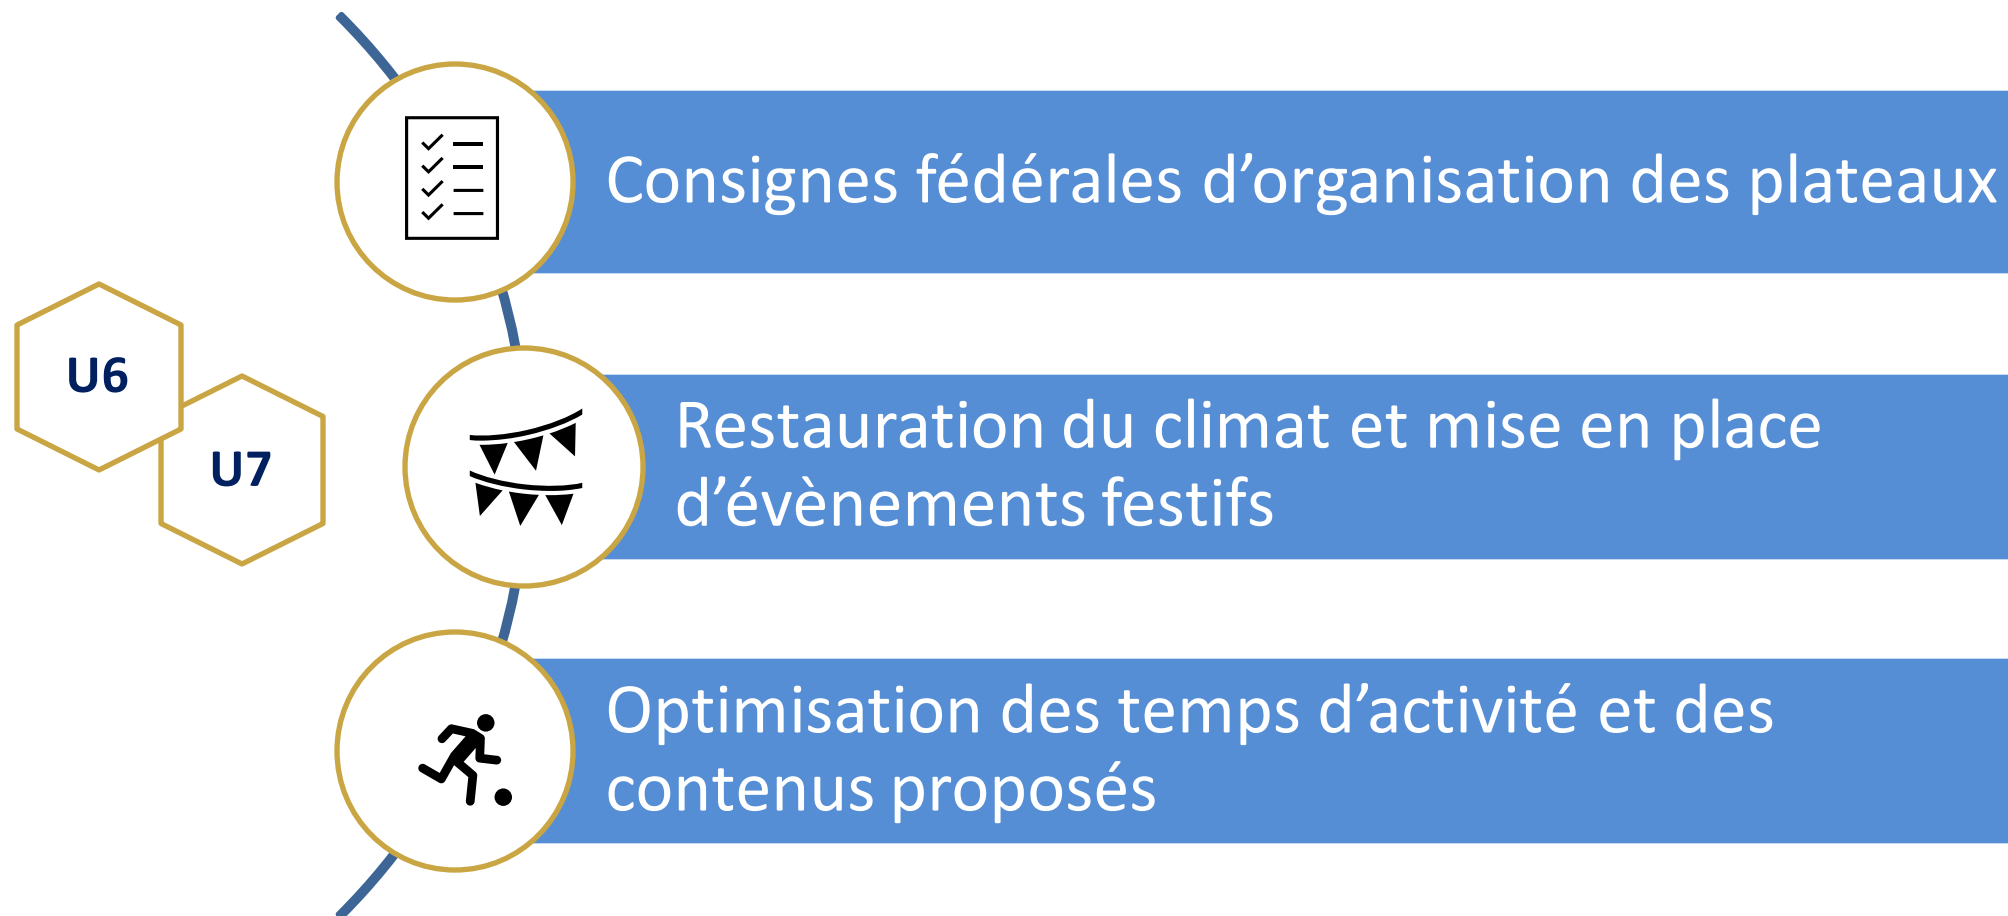 Consignes fédérales d’organisation des plateaux
U6
U7
Restauration du climat et mise en place
d’évènements festifs
Optimisation des temps d’activité et des
contenus proposés